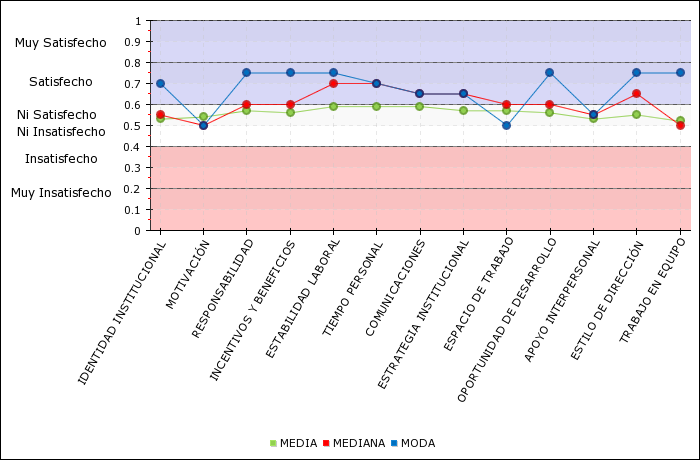 Muy Satisfecho
Satisfecho
Ni Satisfecho
Ni Insatisfecho
Insatisfecho
Muy Insatisfecho
1
0.9
0.8
0.7
0.6
0.5
0.4
0.3
0.2
0.1
0
IDENTIDAD INSTITUCIONAL
MOTIVACIÓN
RESPONSABILIDAD
INCENTIVOS Y BENEFICIOS
ESTABILIDAD LABORAL
TIEMPO PERSONAL
COMUNICACIONES
ESTRATEGIA INSTITUCIONAL
ESPACIO DE TRABAJO
OPORTUNIDAD DE DESARROLLO
APOYO INTERPERSONAL
ESTILO DE DIRECCIÓN
TRABAJO EN EQUIPO
MEDIA MEDIANA MODA